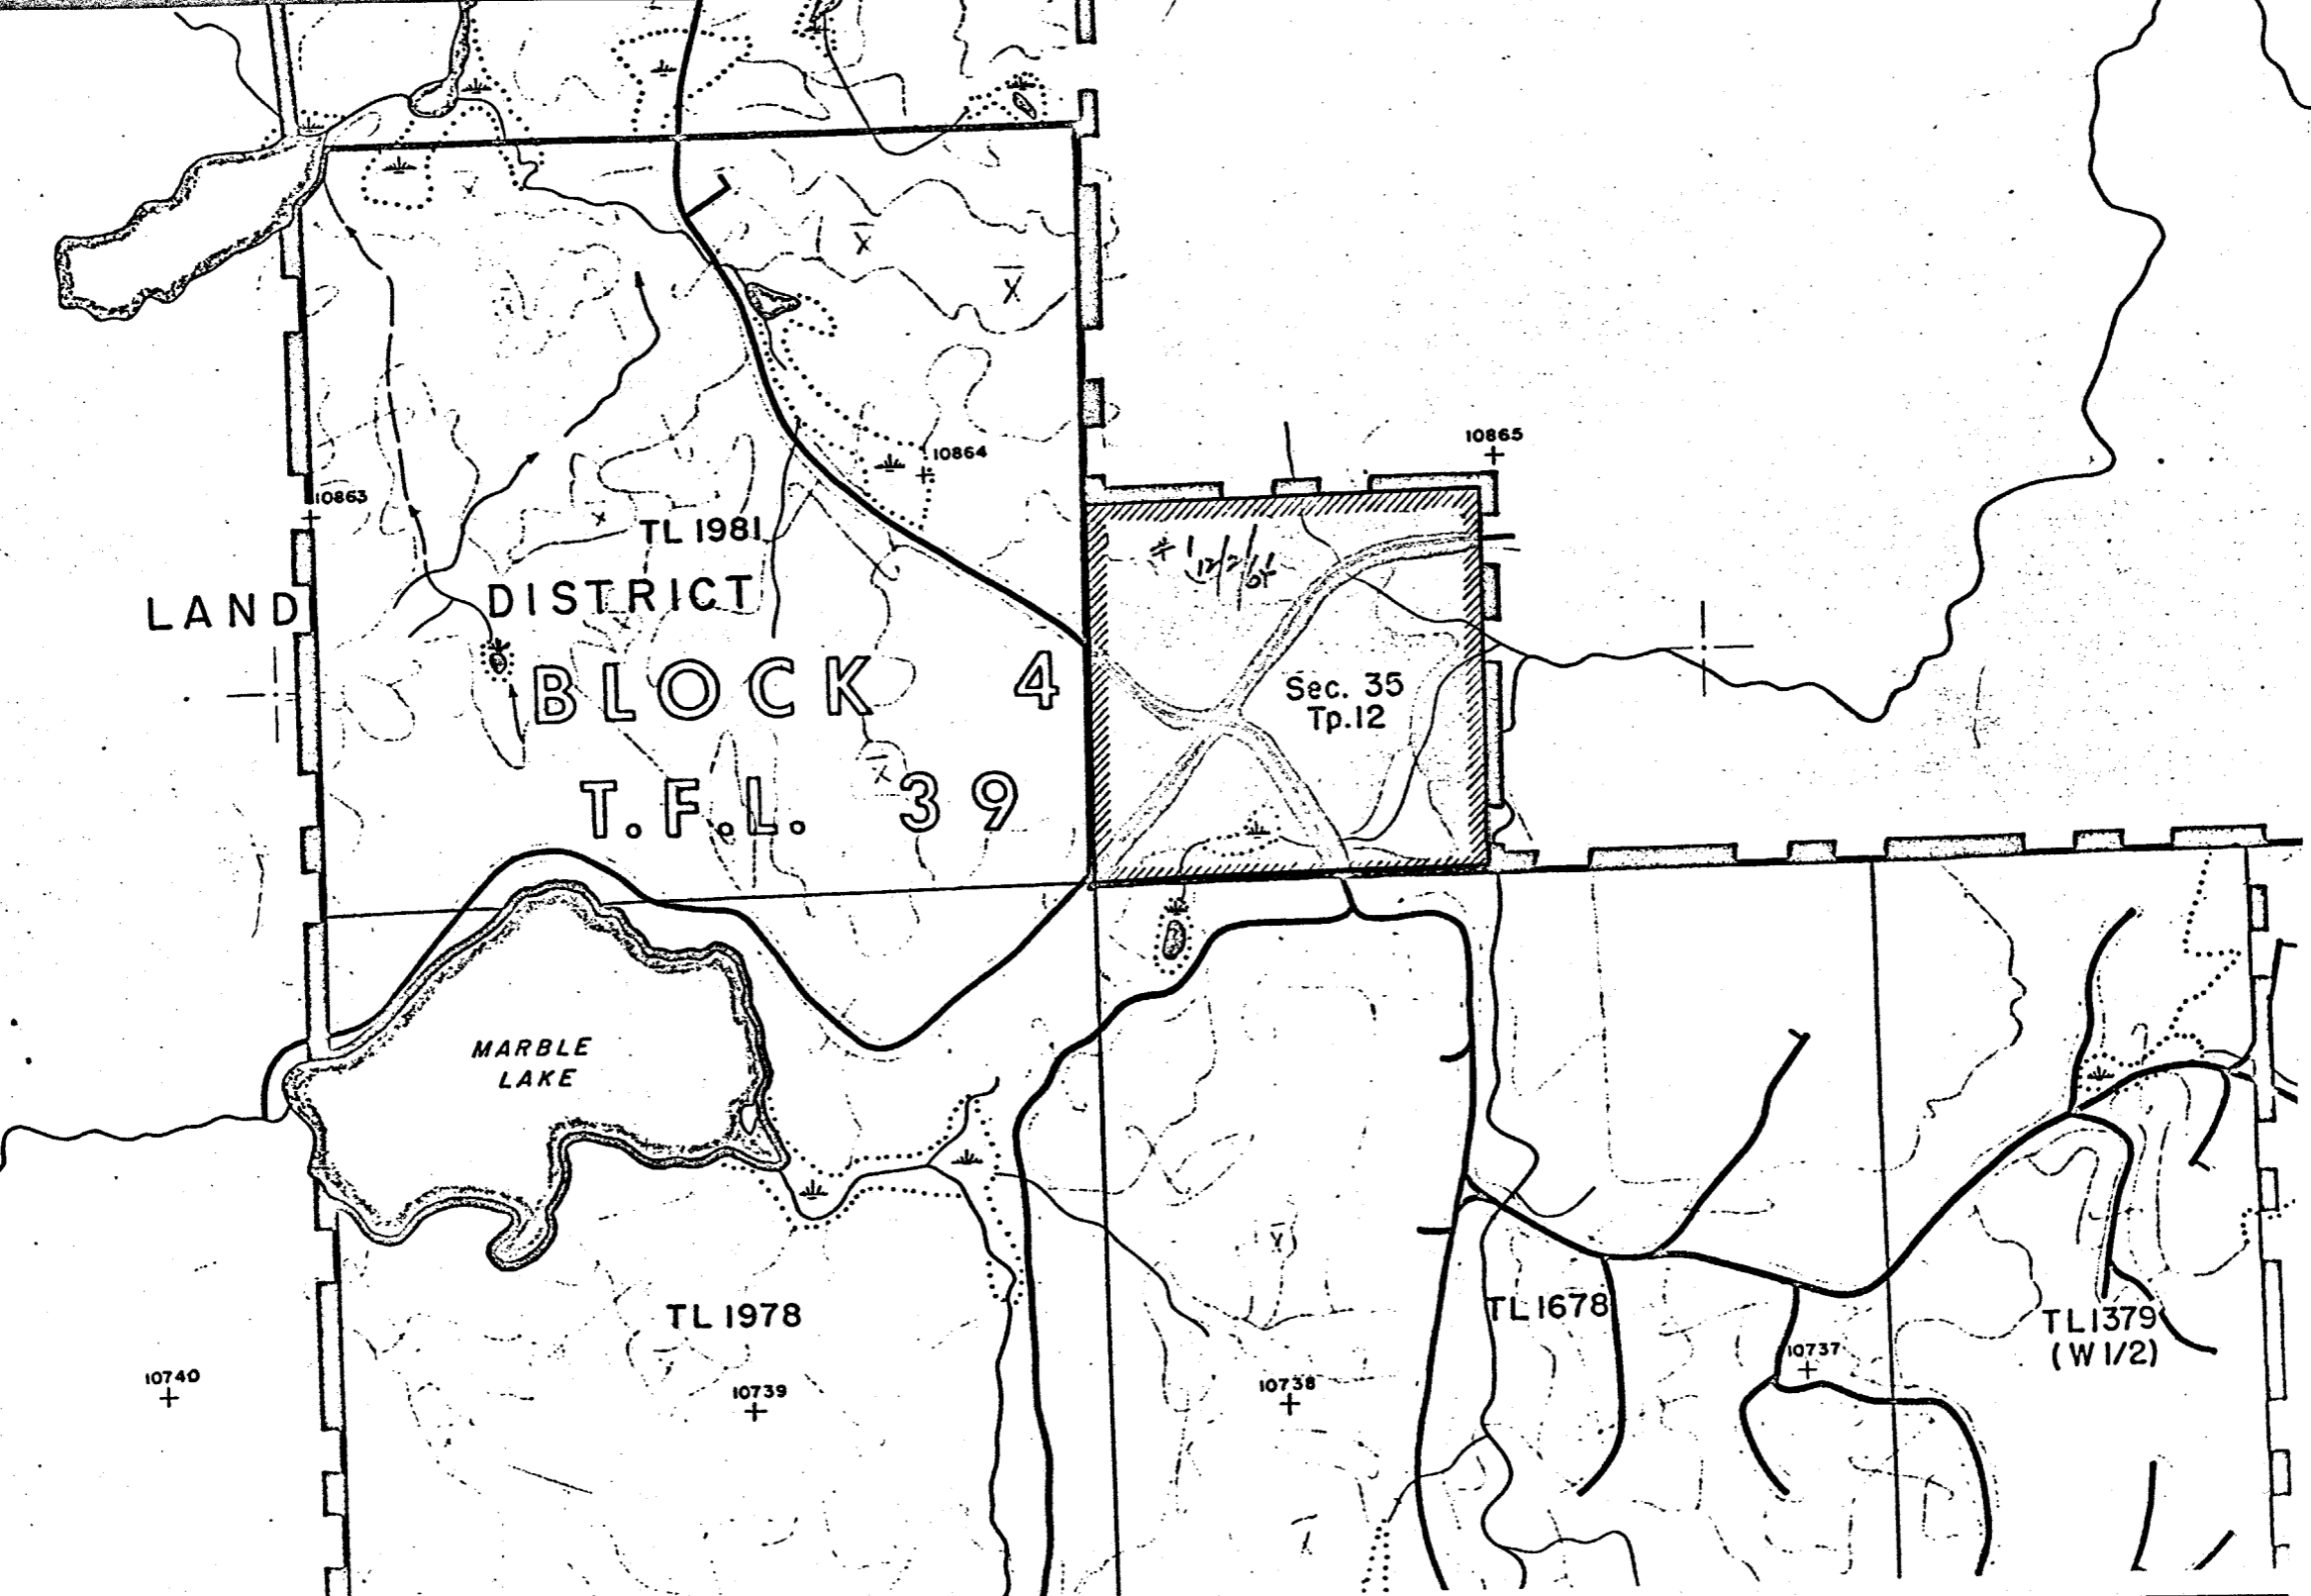 10865
10864
10863
TL 1981
LAND DISTRICT
BLOCK 4
Sec. 35
Tp.12
T.F.L. 39
MARBLE
LAKE
TL 1978
TL 1678
TL 1379
(W 1/2)
10737
10740
10739
10738